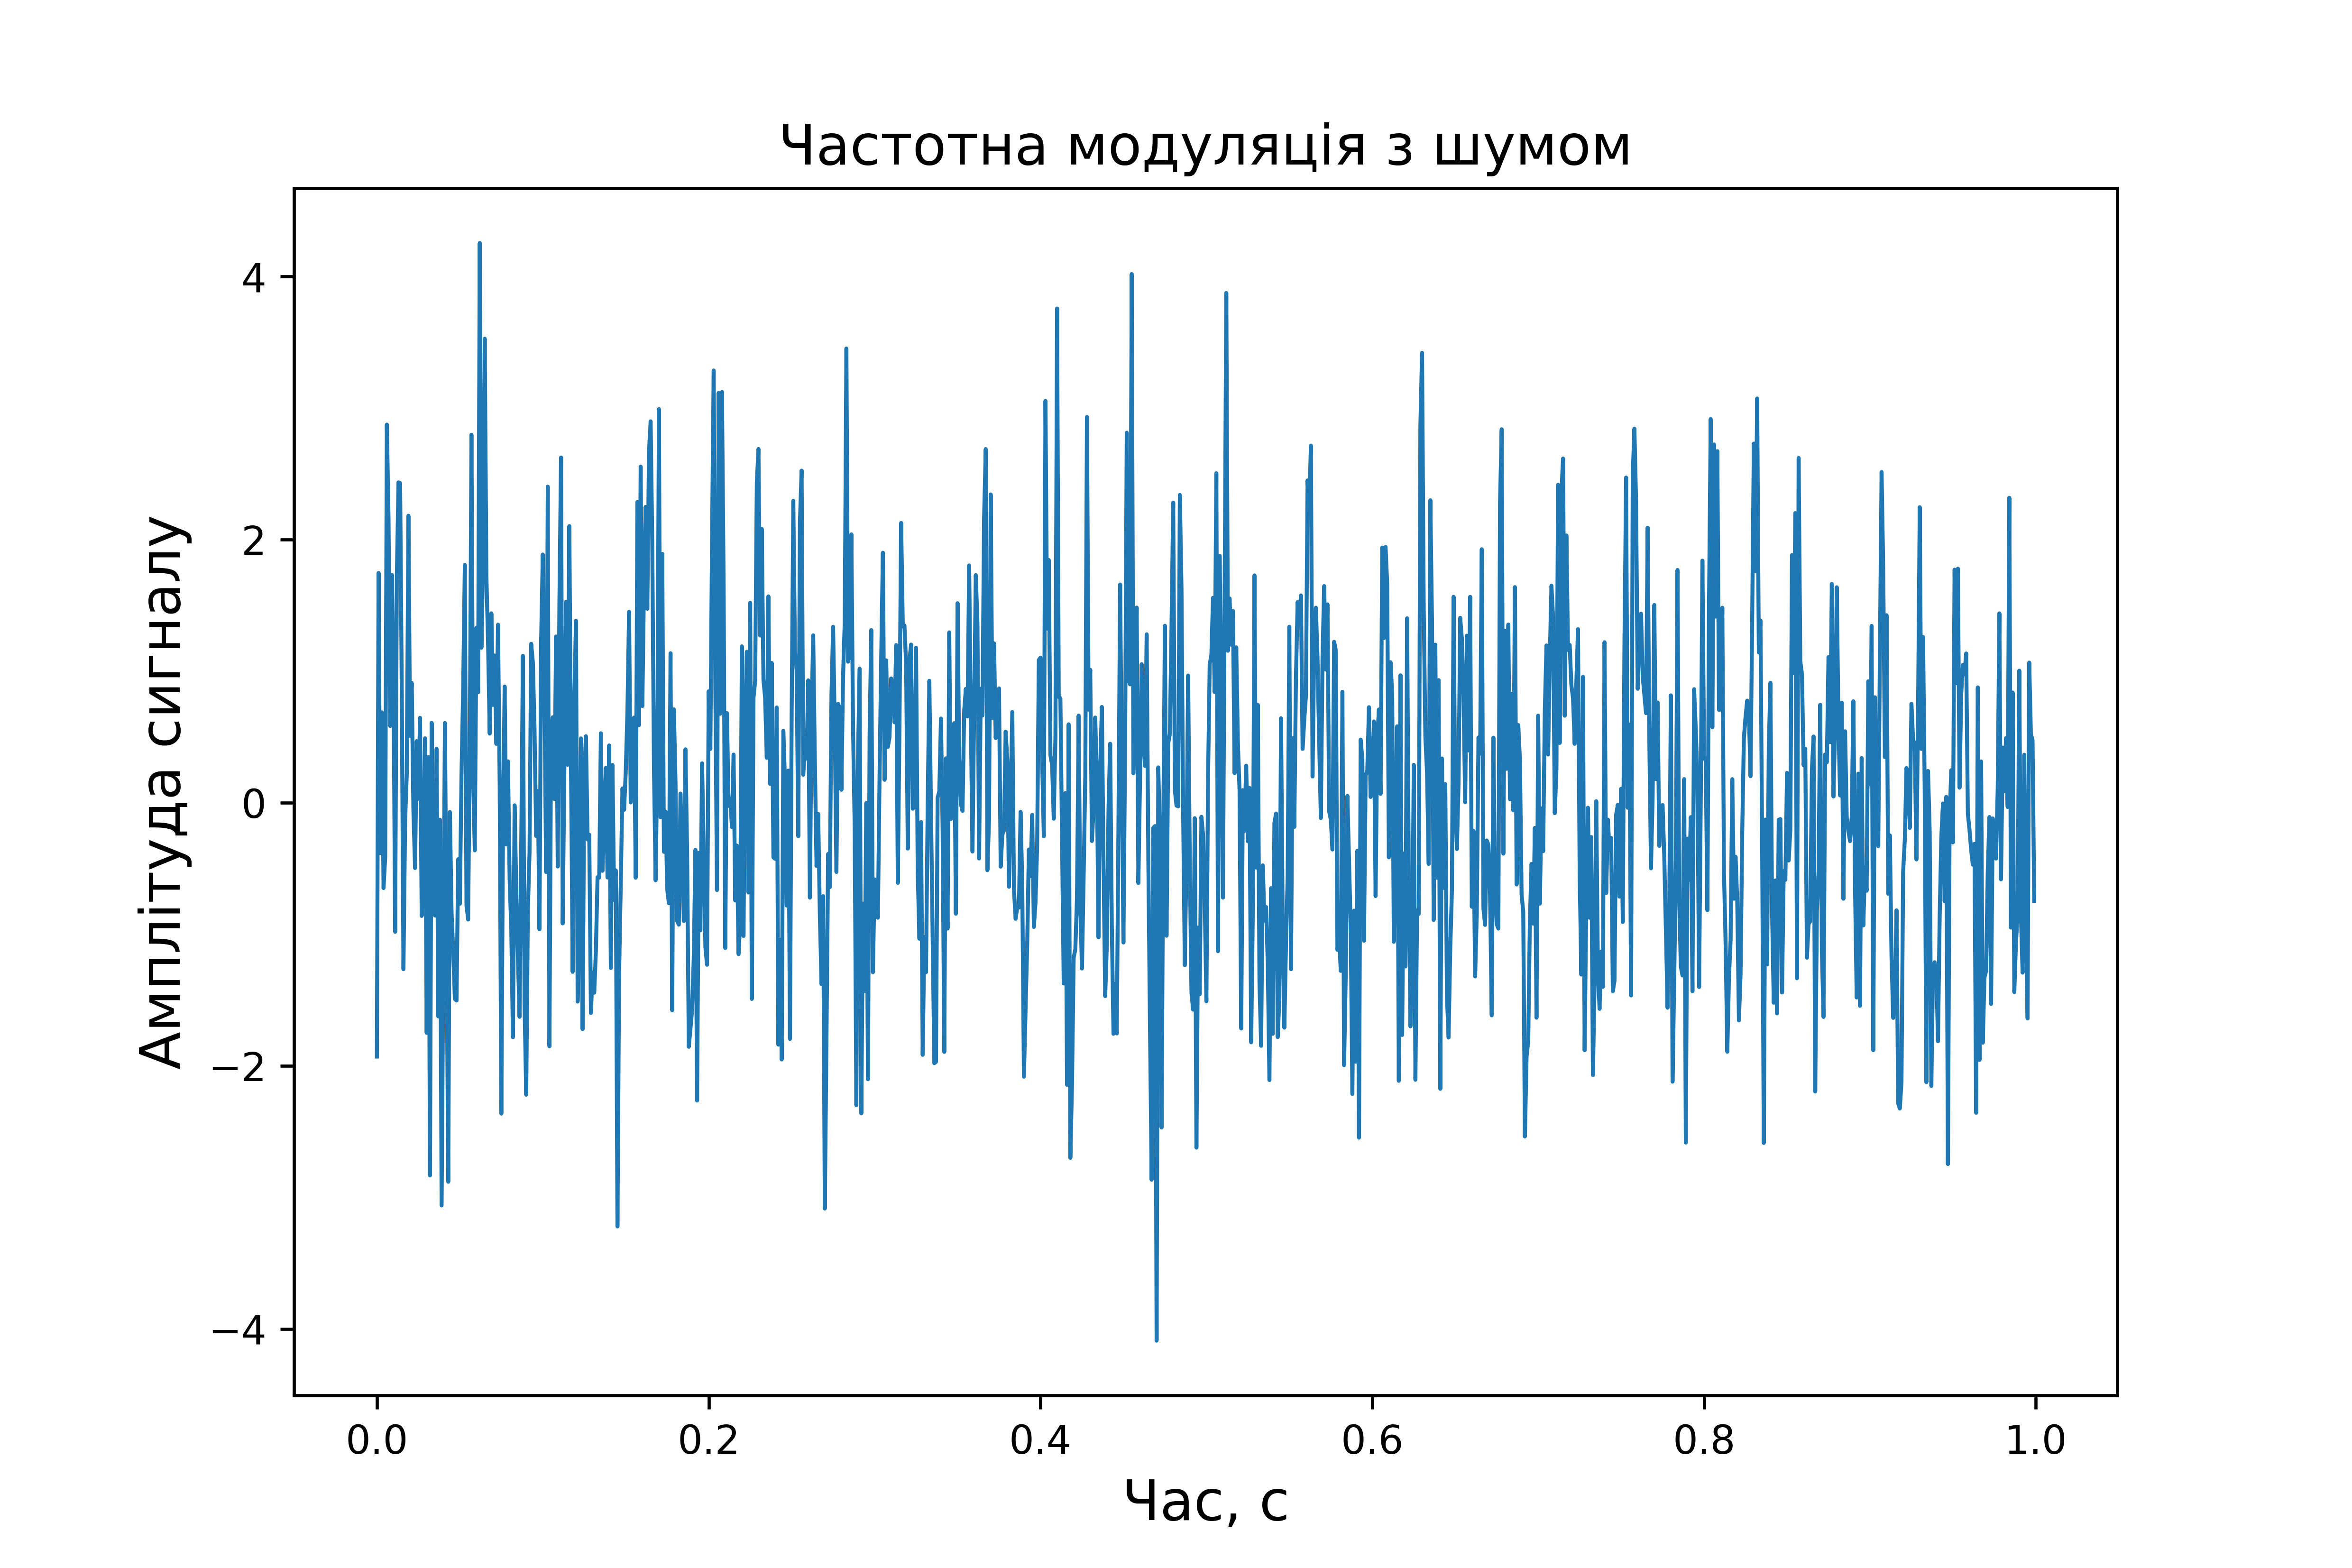 Частотна модуляція з шумом
Амплітуда сигналу
4
2
0
−2
−4
0.0 0.2 0.4 0.6 0.8 1.0
Час, с